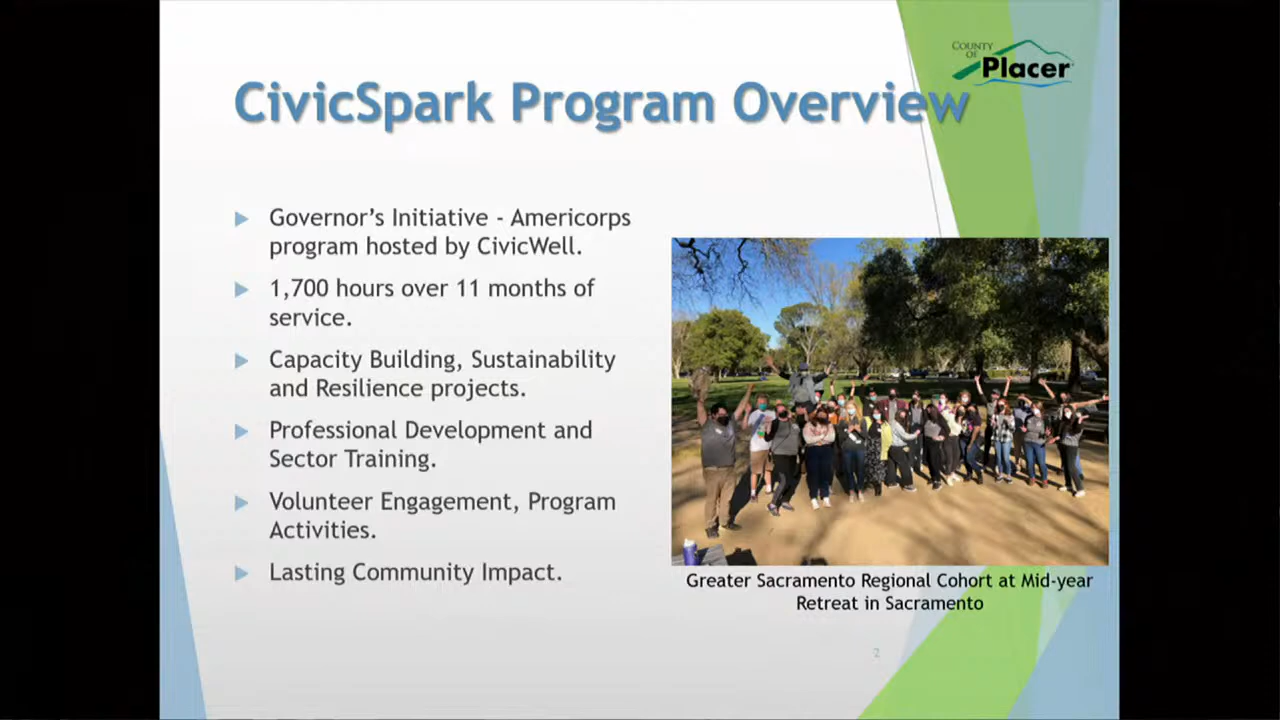 COUNTY
OF
Placer
CivicSpark Program Overview
Governor's Initiative - Americorps
program hosted by CivicWell.
1,700 hours over 11 months of
service.
Capacity Building, Sustainability
and Resilience projects.
Professional Development and
Sector Training.
Volunteer Engagement, Program
Activities.
Lasting Community Impact.
Greater Sacramento Regional Cohort at Mid-year
Retreat in Sacramento
2